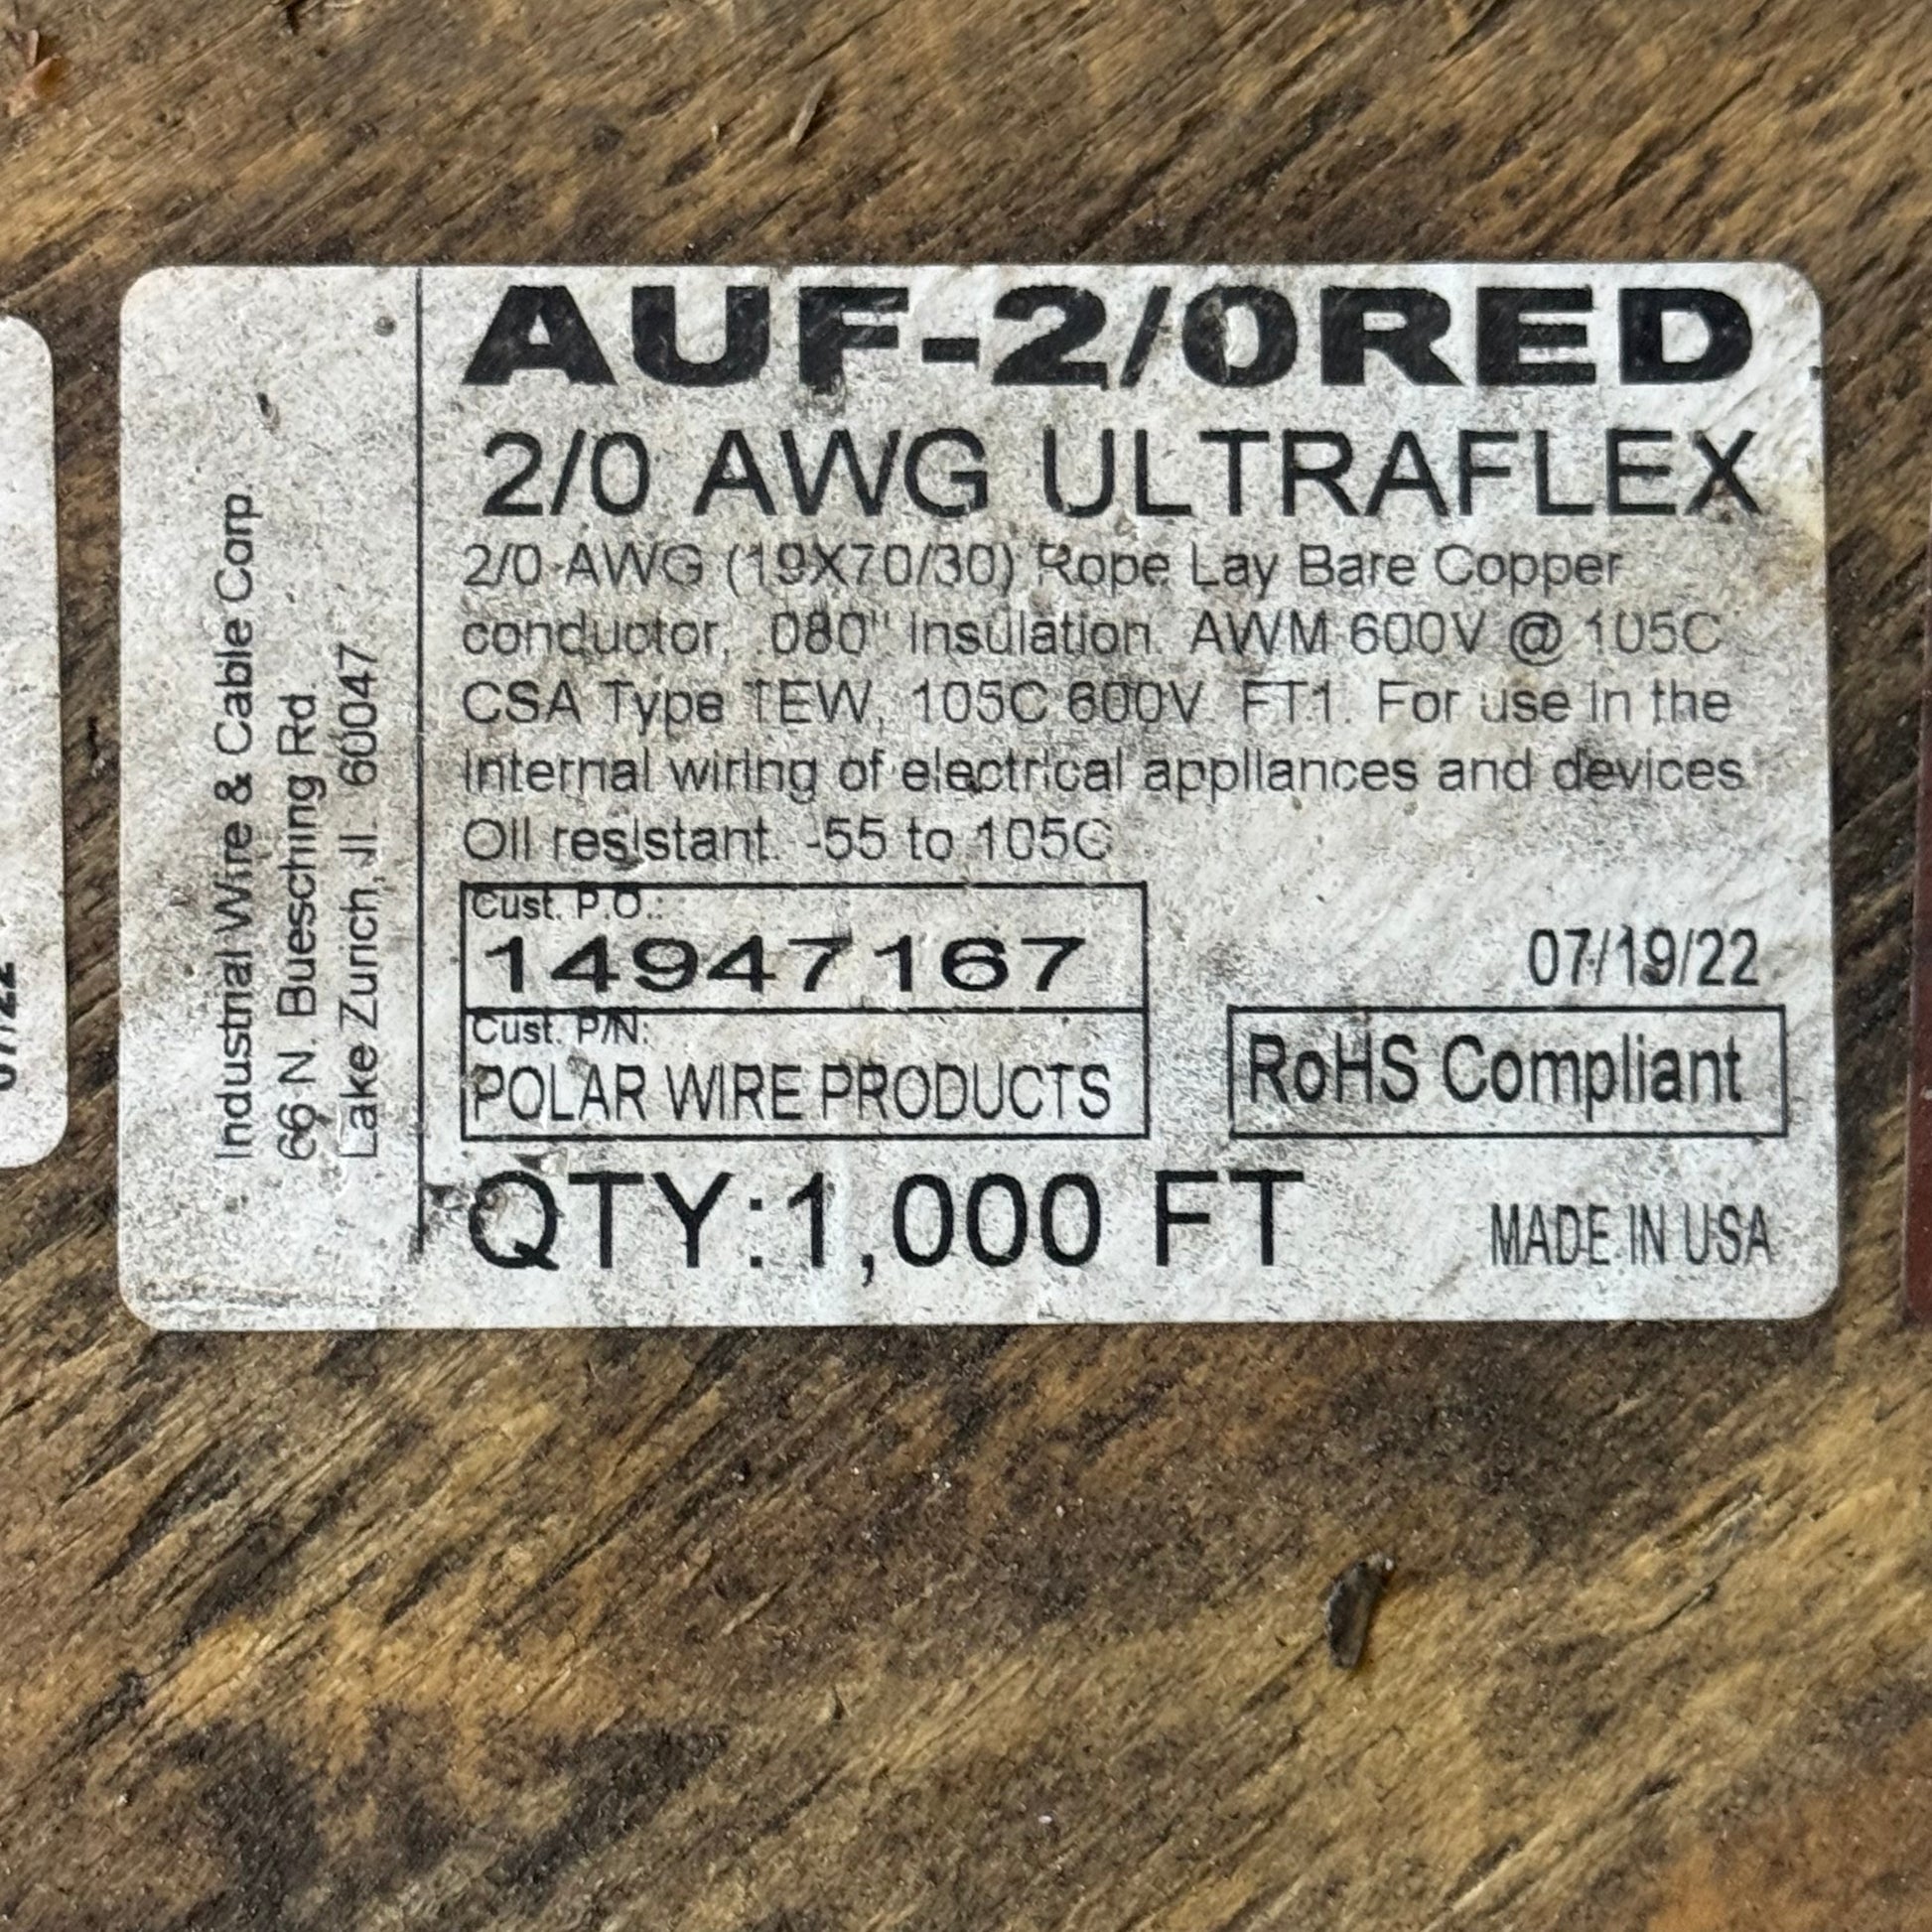 AUF-2/0RED
2/0 AWG ULTRAFLEX
2/0 AWG (19X70/30) Rope Lay Bare Copper
conductor, .080" insulation. AWM 600V @ 105C
CSA Type TEW, 105C 600V. FT1. For use in the
internal wiring of electrical appliances and devices
Oil resistant. -55 to 105C
Cust. P.O.:
14947167
07/19/22
Cust. P/N:
POLAR WIRE PRODUCTS
RoHS Compliant
QTY:1,000 FT
MADE IN USA
Industrial Wire & Cable Corp.
66 N. Buesching Rd.
Lake Zurich, Il. 60047